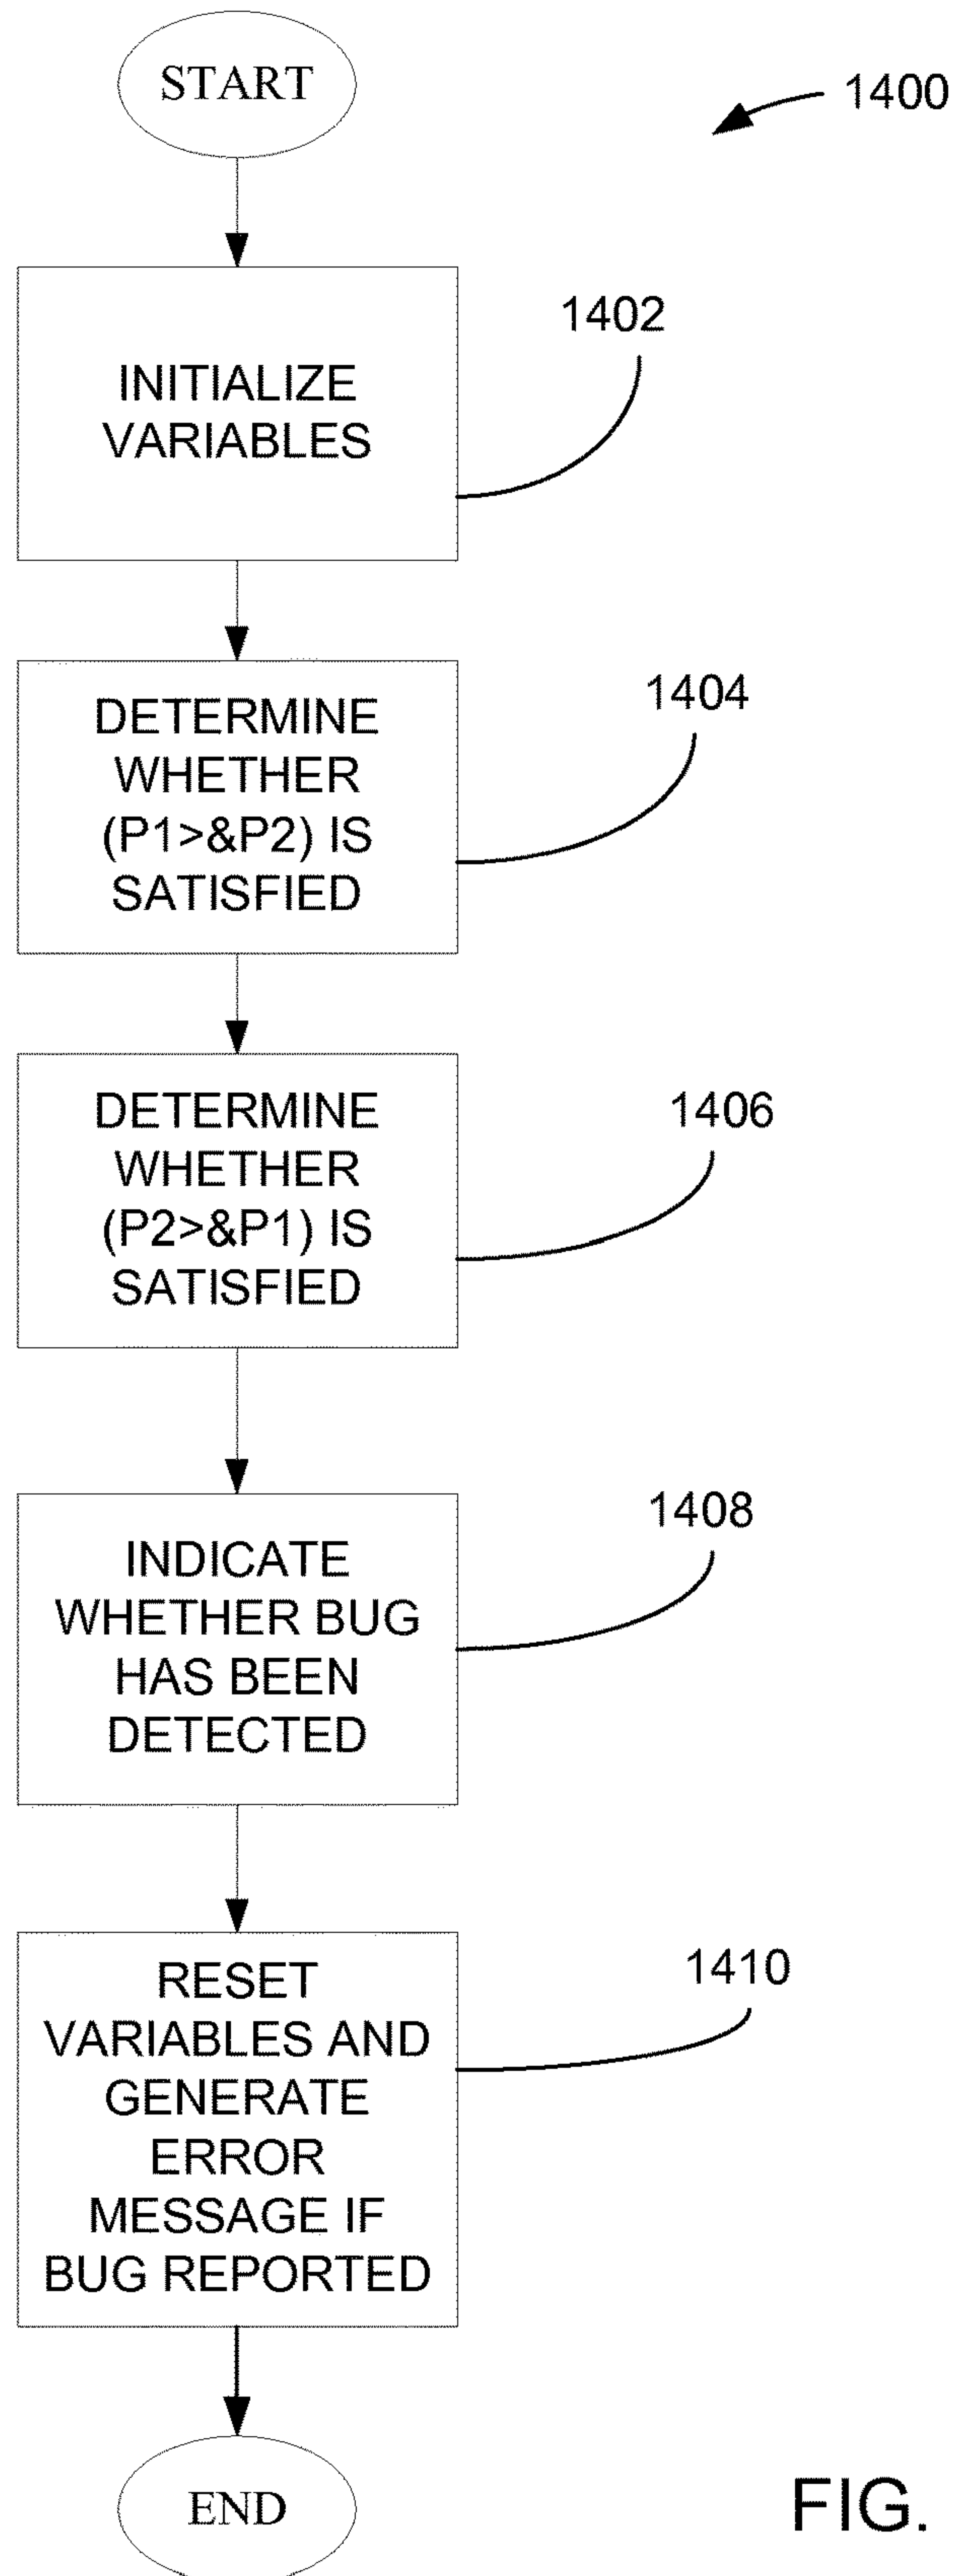 START
1400
1402
INITIALIZE
VARIABLES
1404
DETERMINE
WHETHER
(P1>&P2) IS
SATISFIED
1406
DETERMINE
WHETHER
(P2>&P1) IS
SATISFIED
1408
INDICATE
WHETHER BUG
HAS BEEN
DETECTED
1410
RESET
VARIABLES AND
GENERATE
ERROR
MESSAGE IF
BUG REPORTED
END
FIG.